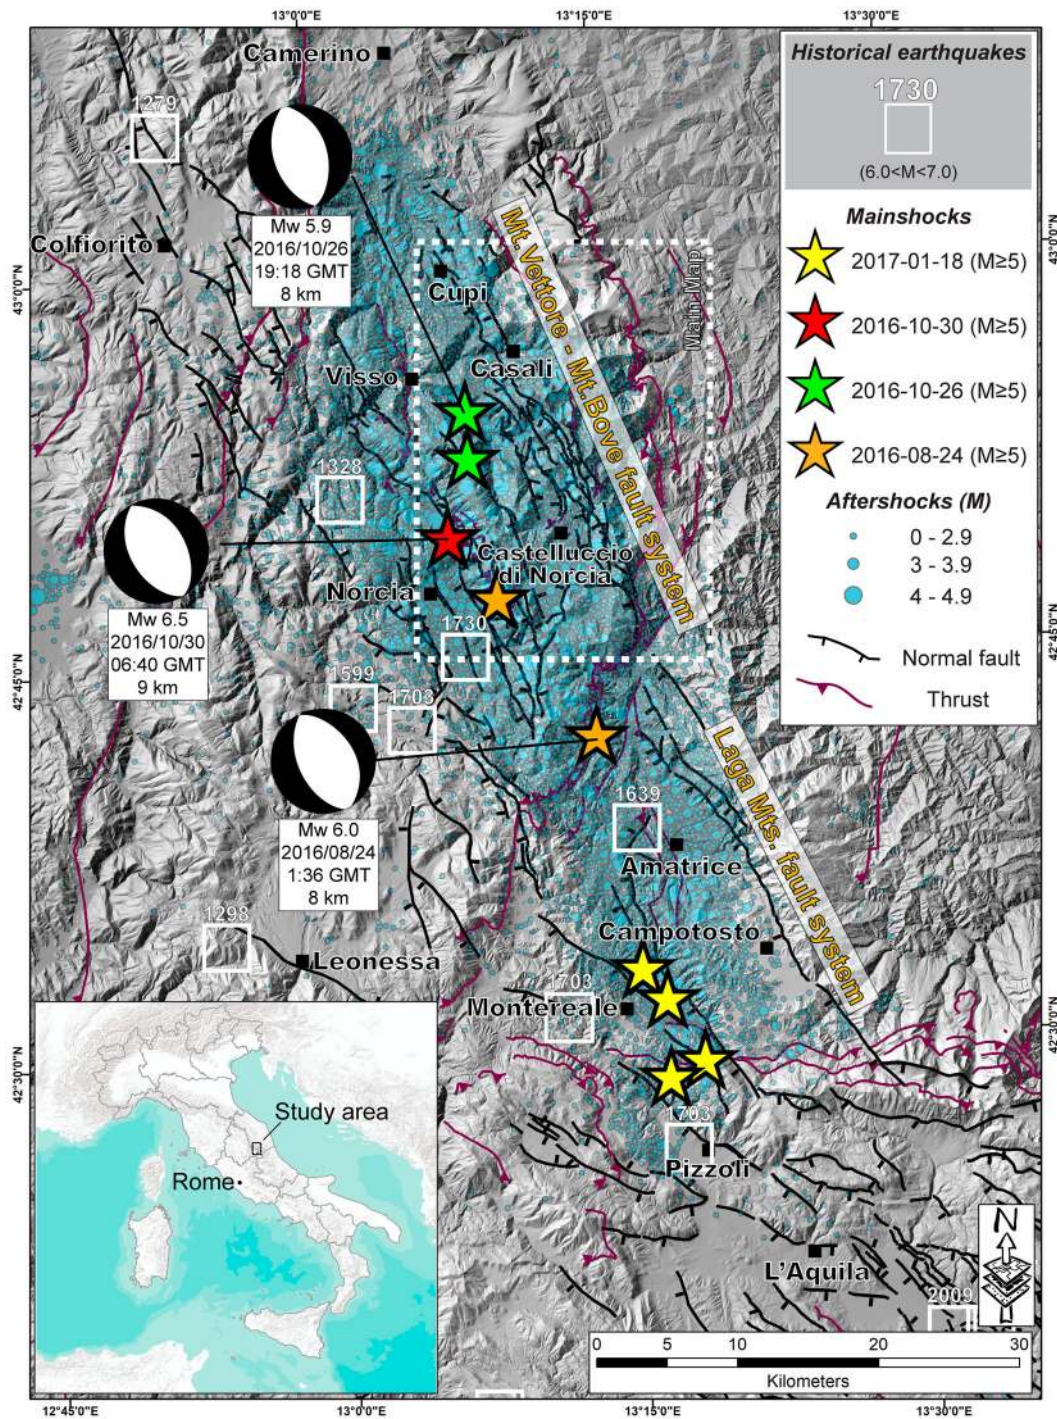 13°0'0"E
13°15'0"E
13°30'0"E
Camerino
1279
Mw 5.9
2016/10/26
19:18 GMT
8 km
Colfiorito
43°0'0"N
43°0'0"N
Cupi
Casali
Visso
Mt.Vettore - Mt.Bove fault system
Main Map
1328
Castelluccio
di Norcia
Norcia
Mw 6.5
2016/10/30
06:40 GMT
9 km
1730
1599
1703
42°45'0"N
42°45'0"N
Mw 6.0
2016/08/24
1:36 GMT
8 km
1639
Amatrice
Laga Mts. fault system
1298
Leonessa
Campotosto
1703
Montereale
42°30'0"N
42°30'0"N
1703
Pizzoli
L'Aquila
2009
Historical earthquakes
1730
(6.0<M<7.0)
Mainshocks
2017-01-18 (M≥5)
2016-10-30 (M≥5)
2016-10-26 (M≥5)
2016-08-24 (M≥5)
Aftershocks (M)
0 - 2.9
3 - 3.9
4 - 4.9
Normal fault
Thrust
Study area
Rome
N
0 5 10 20 30
Kilometers
12°45'0"E
13°0'0"E
13°15'0"E
13°30'0"E